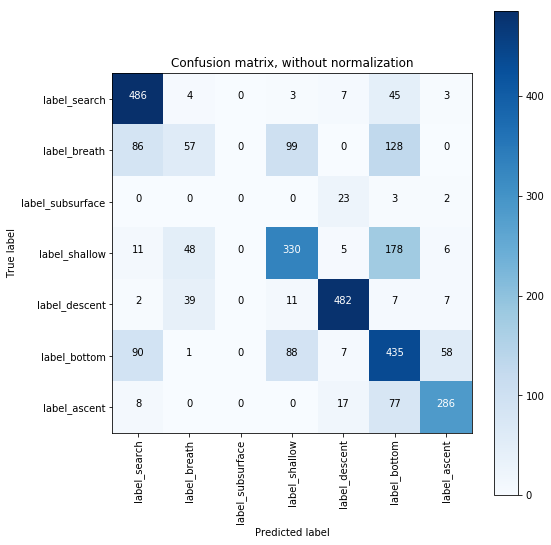 Confusion matrix, without normalization
True label
label_search 486 4 0 3 7 45 3
label_breath 86 57 0 99 0 128 0
label_subsurface 0 0 0 0 23 3 2
label_shallow 11 48 0 330 5 178 6
label_descent 2 39 0 11 482 7 7
label_bottom 90 1 0 88 7 435 58
label_ascent 8 0 0 0 17 77 286
label_search label_breath label_subsurface label_shallow label_descent label_bottom label_ascent
Predicted label
400
300
200
100
0